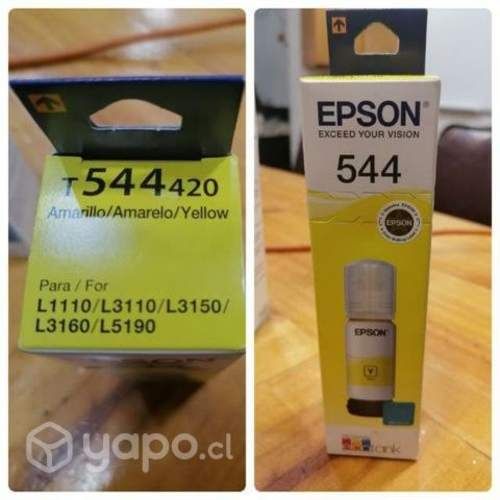 T544420
Amarillo/Amarelo/Yellow
Para / For
L1110/L3110/L3150/
L3160/L5190
yapo.cl
EPSON
EXCEED YOUR VISION
544
EPSON
EPSON
Y